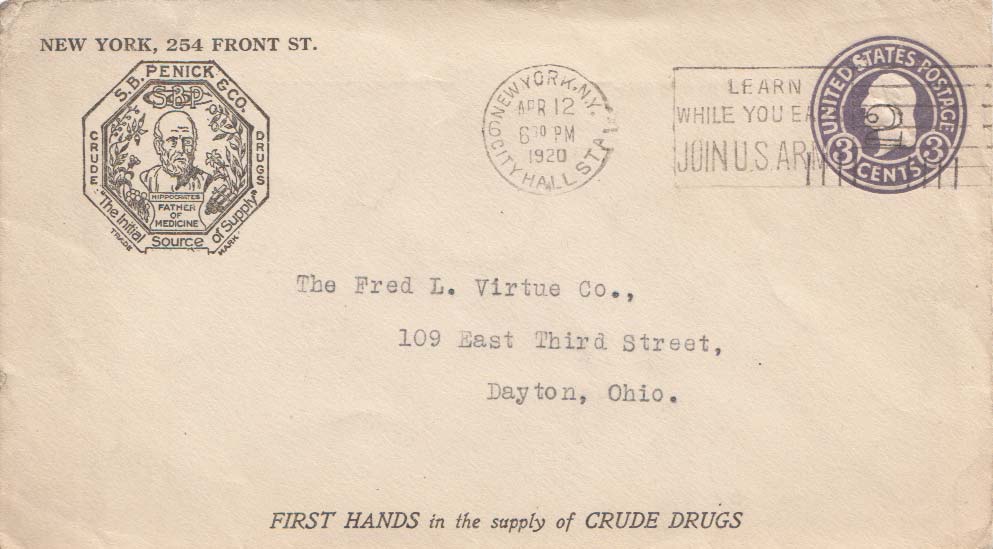 NEW YORK, 254 FRONT ST.
S.B. PENICK & CO.
S·B·P
CRUDE DRUGS
HIPPOCRATES
FATHER
OF
MEDICINE
"The Initial Source of Supply"
TRADE MARK
NEW YORK, N.Y.
APR 12
6 30 PM
1920
CITY HALL STA.
LEARN
WHILE YOU EA
JOIN U.S. ARM
UNITED STATES POSTAGE
3 CENTS 3
The Fred L. Virtue Co.,
109 East Third Street,
Dayton, Ohio.
FIRST HANDS in the supply of CRUDE DRUGS